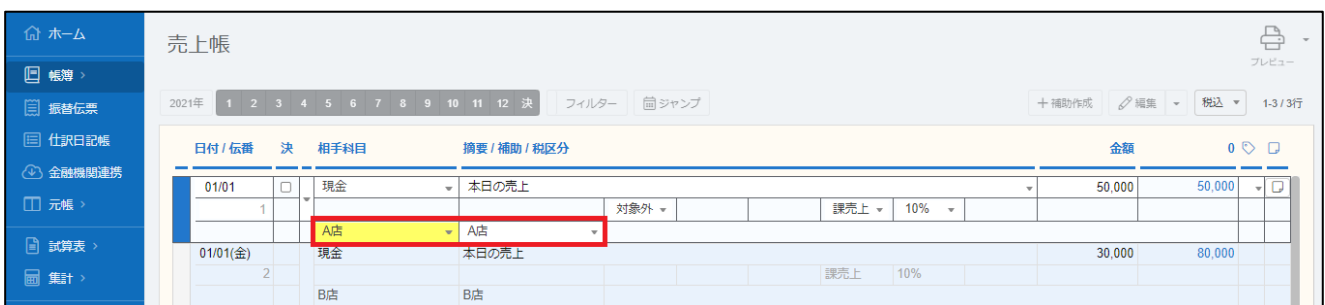 ホーム
帳簿 >
振替伝票
仕訳日記帳
金融機関連携
元帳 >
試算表 >
集計 >
売上帳
プレビュー
2021年 1 2 3 4 5 6 7 8 9 10 11 12 決 フィルター ジャンプ
+補助作成 編集 税込 1-3 / 3行
日付 / 伝番 決 相手科目 摘要 / 補助 / 税区分 金額 0
01/01 現金 本日の売上 50,000 50,000
1 対象外 課売上 10%
A店 A店
01/01(金) 現金 本日の売上 30,000 80,000
2 課売上 10%
B店 B店